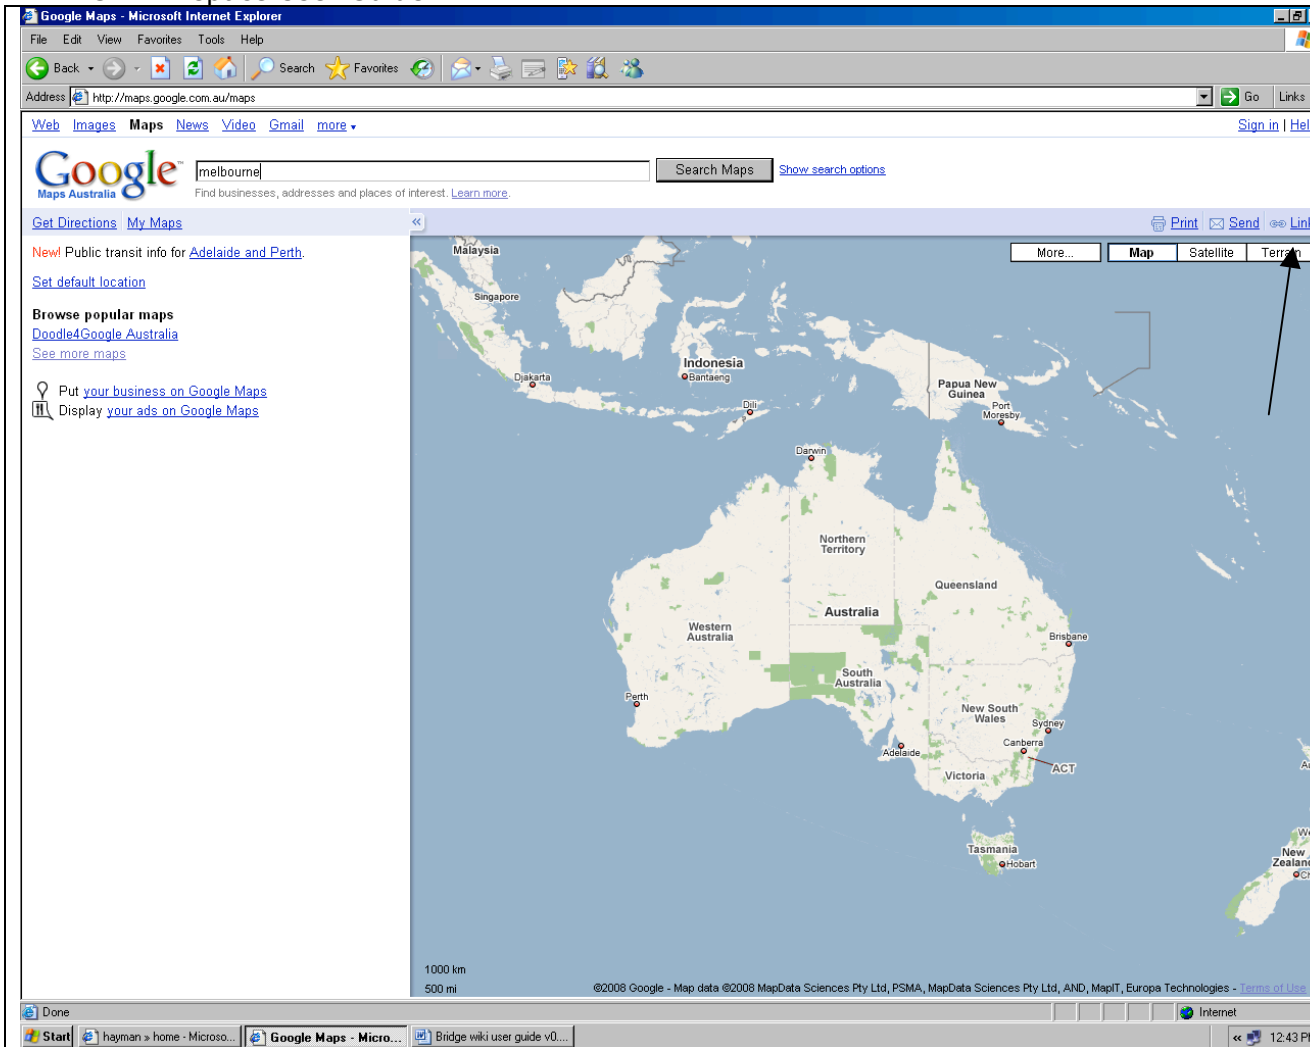 Google Maps - Microsoft Internet Explorer
File Edit View Favorites Tools Help
Back Search Favorites
Address http://maps.google.com.au/maps Go Links
Web Images Maps News Video Gmail more Sign in | Hel
Google™
Maps Australia
melbourne Search Maps Show search options
Find businesses, addresses and places of interest. Learn more.
Get Directions My Maps « Print Send Link
New! Public transit info for Adelaide and Perth.
Set default location
Browse popular maps
Doodle4Google Australia
See more maps
Put your business on Google Maps
Display your ads on Google Maps
More... Map Satellite Terrain
Malaysia
Singapore
Indonesia
Bantaeng
Djakarta
Dili
Papua New
Guinea
Port
Moresby
Darwin
Northern
Territory
Queensland
Australia
Western
Australia
Brisbane
South
Australia
Perth
New South
Wales
Sydney
Canberra
Adelaide
ACT
Victoria
Tasmania
Hobart
New
Zealand
1000 km
500 mi
©2008 Google - Map data ©2008 MapData Sciences Pty Ltd, PSMA, MapData Sciences Pty Ltd, AND, MapIT, Europa Technologies - Terms of Use
Done Internet
Start hayman » home - Microso... Google Maps - Micro... Bridge wiki user guide v0.... « 12:43 P